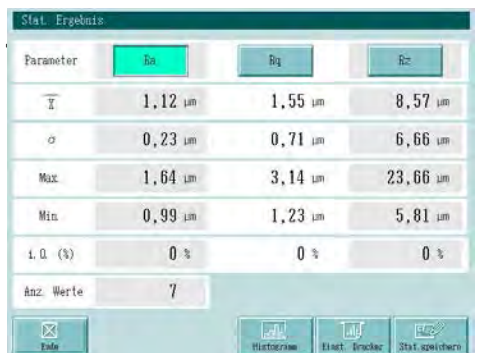 Stat. Ergebnis
Parameter Ra Rq Rz
X 1,12 µm 1,55 µm 8,57 µm
σ 0,23 µm 0,71 µm 6,66 µm
Max. 1,64 µm 3,14 µm 23,66 µm
Min. 0,99 µm 1,23 µm 5,81 µm
i.O. (%) 0 % 0 % 0 %
Anz. Werte 7
Ende Histogramm Einst. Drucker Stat.speichern